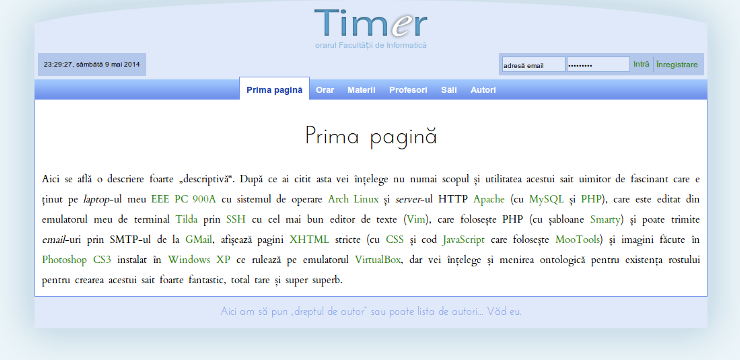 Timer
orarul Facultății de Informatică
23:29:27, sâmbătă 9 mai 2014
adresă email ••••••••• Intră Înregistrare
Prima pagină Orar Materii Profesori Săli Autori
Prima pagină
Aici se află o descriere foarte „descriptivă”. După ce ai citit asta vei înțelege nu numai scopul și utilitatea acestui sait uimitor de fascinant care e
ținut pe laptop-ul meu EEE PC 900A cu sistemul de operare Arch Linux și server-ul HTTP Apache (cu MySQL și PHP), care este editat din
emulatorul meu de terminal Tilda prin SSH cu cel mai bun editor de texte (Vim), care folosește PHP (cu șabloane Smarty) și poate trimite
email-uri prin SMTP-ul de la GMail, afișează pagini XHTML stricte (cu CSS și cod JavaScript care folosește MooTools) și imagini făcute în
Photoshop CS3 instalat în Windows XP ce rulează pe emulatorul VirtualBox, dar vei înțelege și menirea ontologică pentru existența rostului
pentru crearea acestui sait foarte fantastic, total tare și super superb.
Aici am să pun „dreptul de autor” sau poate lista de autori... Văd eu.